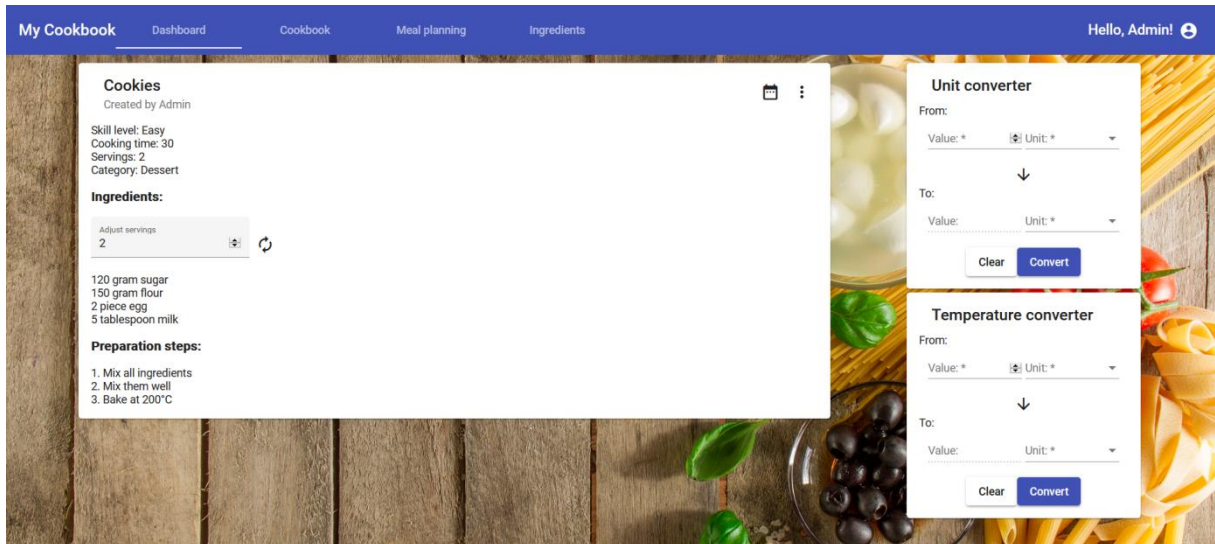 My Cookbook Dashboard Cookbook Meal planning Ingredients Hello, Admin!
Cookies
Created by Admin
Skill level: Easy
Cooking time: 30
Servings: 2
Category: Dessert
Ingredients:
Adjust servings
2
120 gram sugar
150 gram flour
2 piece egg
5 tablespoon milk
Preparation steps:
1. Mix all ingredients
2. Mix them well
3. Bake at 200°C
Unit converter
From:
Value: * Unit: *
To:
Value: Unit: *
Clear Convert
Temperature converter
From:
Value: * Unit: *
To:
Value: Unit: *
Clear Convert